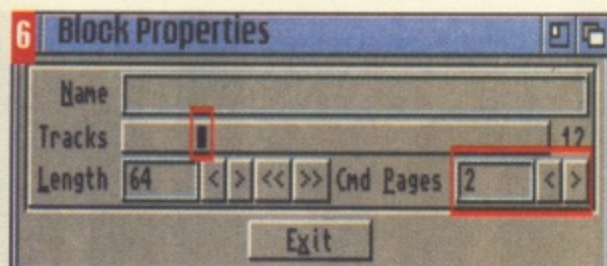 6 Block Properties
Name
Tracks 12
Length 64 < > << >> Cmd Pages 2 < >
Exit